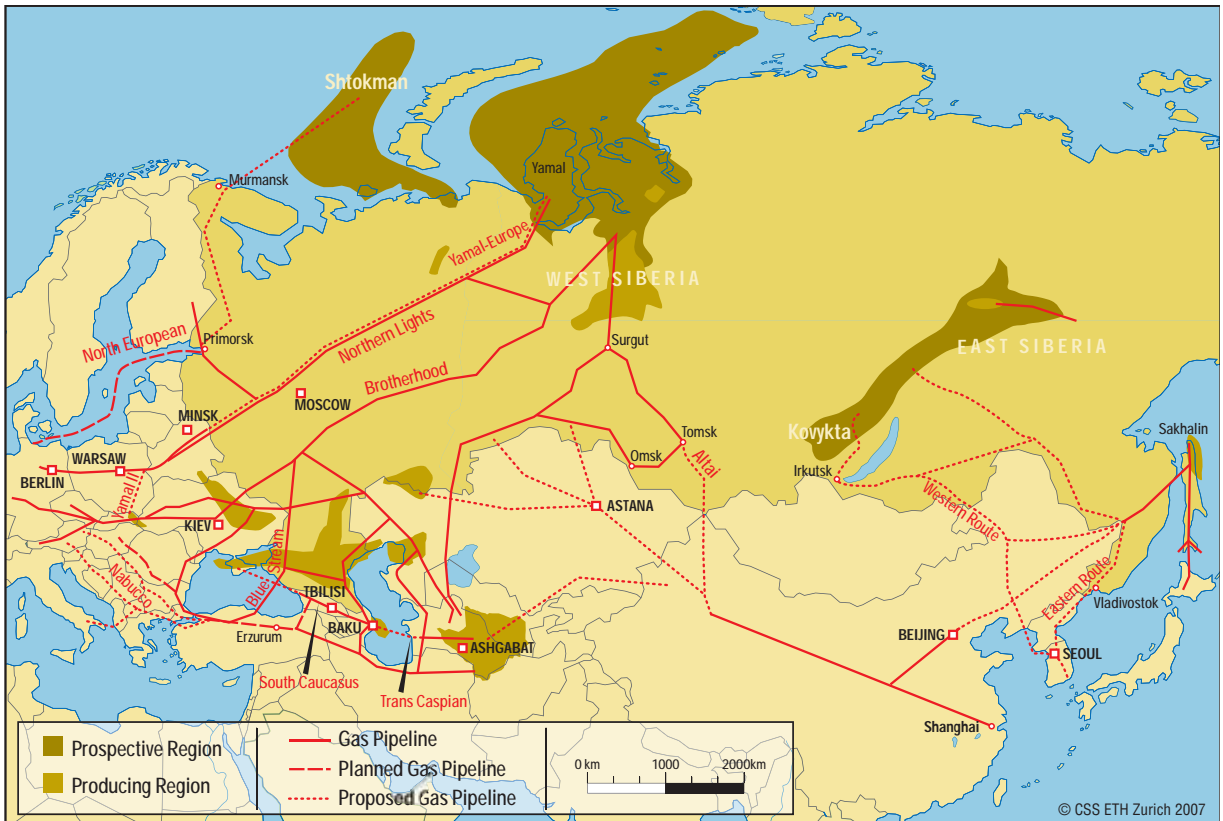 Shtokman
Murmansk
Yamal
Yamal-Europe
WEST SIBERIA
North European
Primorsk
Northern Lights
Brotherhood
Surgut
EAST SIBERIA
MOSCOW
MINSK
WARSAW
BERLIN
Yamal II
KIEV
Tomsk
Omsk
Altai
Kovykta
Irkutsk
Sakhalin
ASTANA
Western Route
Eastern Route
Vladivostok
Nabucco
Blue Stream
TBILISI
BAKU
Erzurum
ASHGABAT
South Caucasus
Trans Caspian
BEIJING
SEOUL
Shanghai
Prospective Region
Producing Region
Gas Pipeline
Planned Gas Pipeline
Proposed Gas Pipeline
0 km 1000 2000km
© CSS ETH Zurich 2007